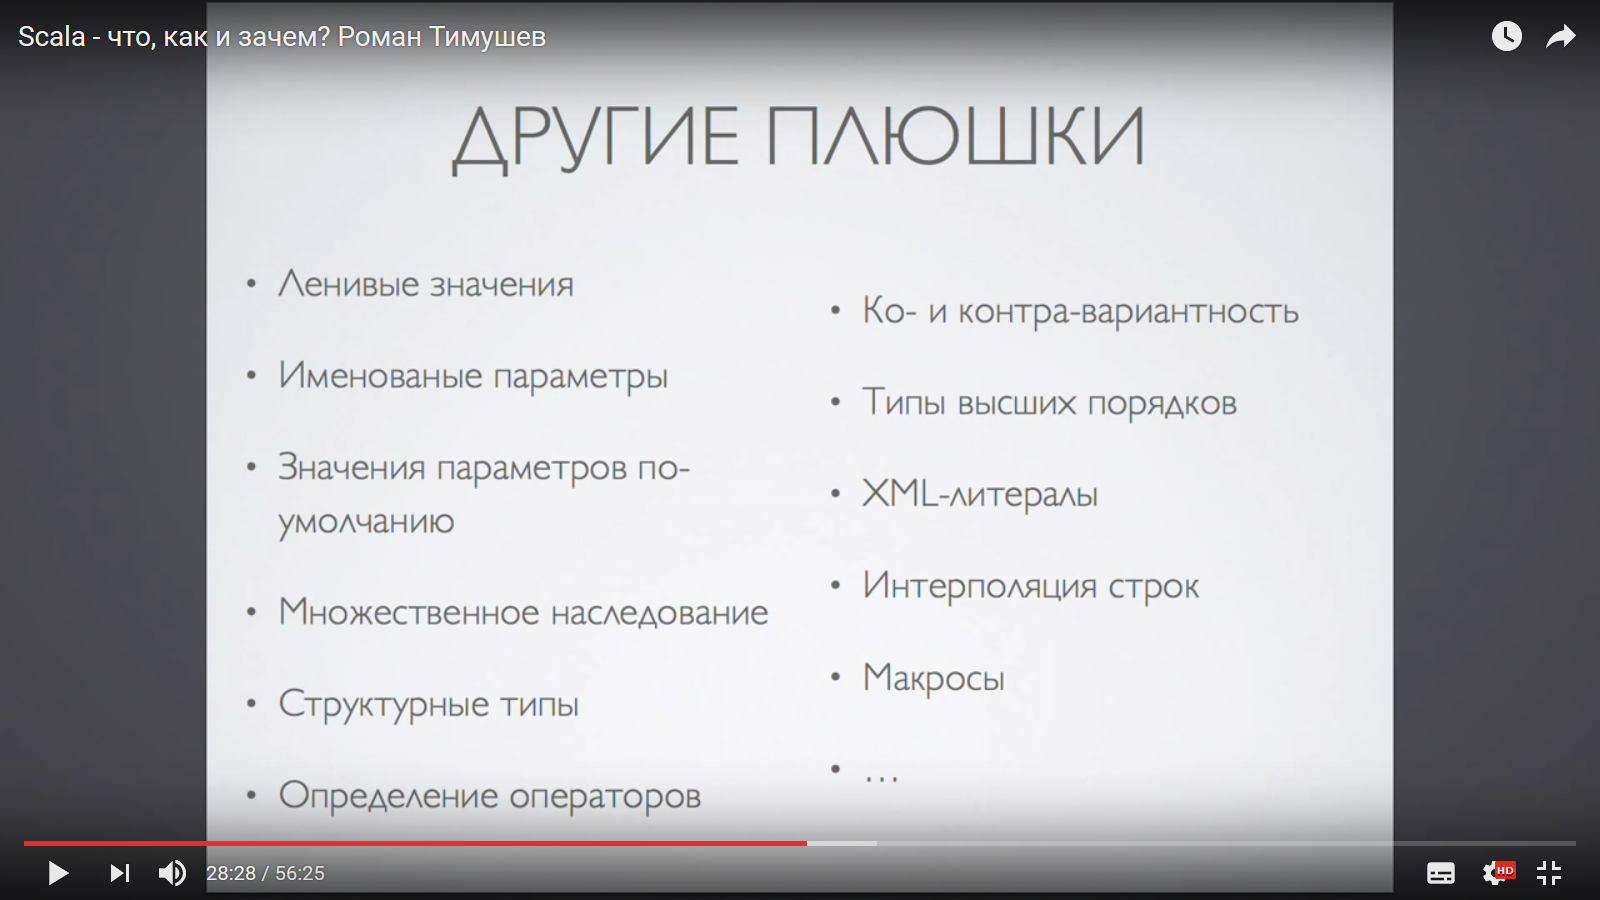 Scala - что, как и зачем? Роман Тимушев
ДРУГИЕ ПЛЮШКИ
• Ленивые значения
• Именованые параметры
• Значения параметров по-
умолчанию
• Множественное наследование
• Структурные типы
• Определение операторов
• Ко- и контра-вариантность
• Типы высших порядков
• XML-литералы
• Интерполяция строк
• Макросы
• ...
28:28 / 56:25
HD